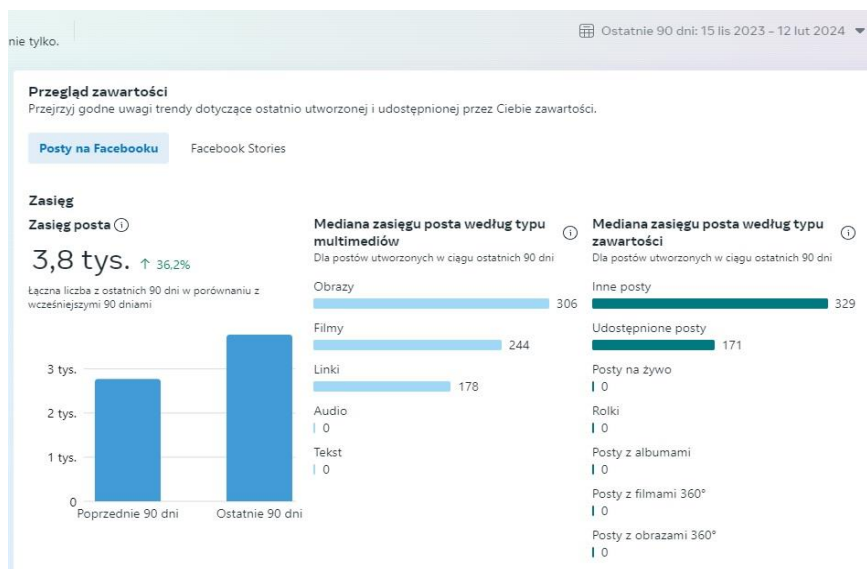 nie tylko.
Ostatnie 90 dni: 15 lis 2023 – 12 lut 2024
Przegląd zawartości
Przejrzyj godne uwagi trendy dotyczące ostatnio utworzonej i udostępnionej przez Ciebie zawartości.
Posty na Facebooku
Facebook Stories
Zasięg
Zasięg posta
3,8 tys. ↑ 36,2%
Łączna liczba z ostatnich 90 dni w porównaniu z
wcześniejszymi 90 dniami
3 tys.
2 tys.
1 tys.
0
Poprzednie 90 dni
Ostatnie 90 dni
Mediana zasięgu posta według typu
multimediów
Dla postów utworzonych w ciągu ostatnich 90 dni
Obrazy
306
Filmy
244
Linki
178
Audio
0
Tekst
0
Mediana zasięgu posta według typu
zawartości
Dla postów utworzonych w ciągu ostatnich 90 dni
Inne posty
329
Udostępnione posty
171
Posty na żywo
0
Rolki
0
Posty z albumami
0
Posty z filmami 360°
0
Posty z obrazami 360°
0